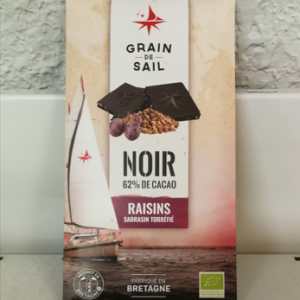 GRAIN
DE
SAIL
NOIR
62% DE CACAO
RAISINS
SARRASIN TORRÉFIÉ
FABRIQUÉ EN
BRETAGNE